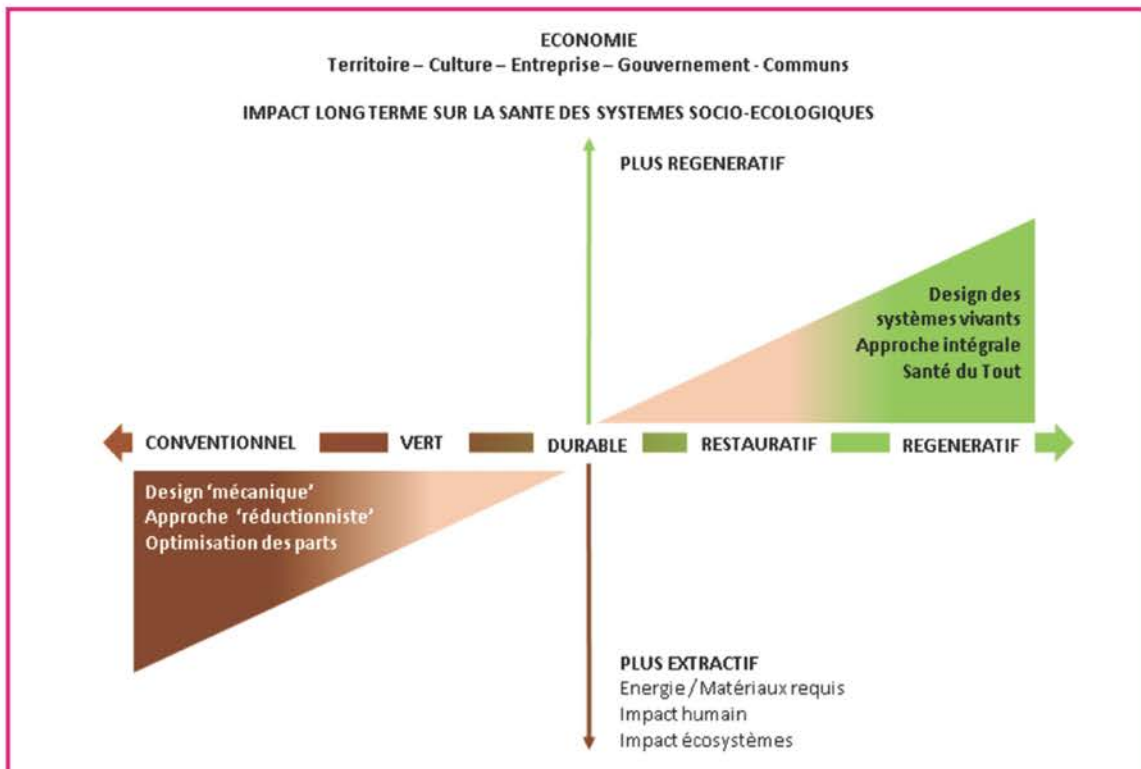 ECONOMIE
Territoire – Culture – Entreprise – Gouvernement - Communs
IMPACT LONG TERME SUR LA SANTE DES SYSTEMES SOCIO-ECOLOGIQUES
PLUS REGENERATIF
Design des
systèmes vivants
Approche intégrale
Santé du Tout
CONVENTIONNEL VERT DURABLE RESTAURATIF REGENERATIF
Design ‘mécanique’
Approche ‘réductionniste’
Optimisation des parts
PLUS EXTRACTIF
Energie / Matériaux requis
Impact humain
Impact écosystèmes